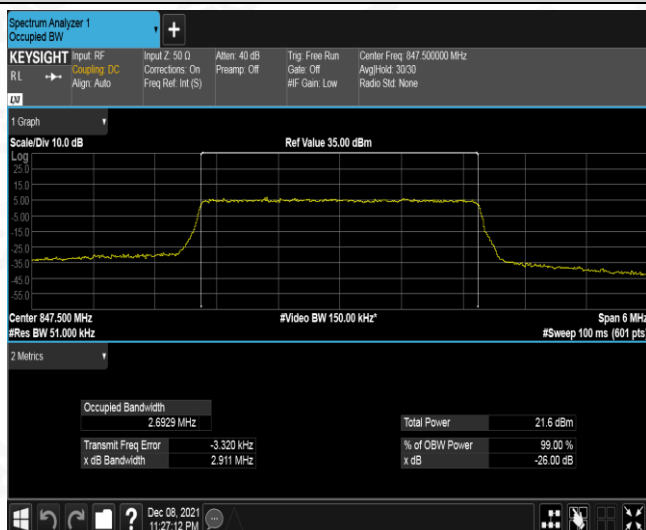 Spectrum Analyzer 1
Occupied BW
+
KEYSIGHT Input: RF Input Z: 50 Ω Atten: 40 dB Trig: Free Run Center Freq: 847.500000 MHz
RL Coupling: DC Corrections: On Preamp: Off Gate: Off Avg|Hold: 30/30
Align: Auto Freq Ref: Int (S) #IF Gain: Low Radio Std: None
LXI
1 Graph
Scale/Div 10.0 dB Ref Value 35.00 dBm
Log
25.0
15.0
5.00
-5.00
-15.0
-25.0
-35.0
-45.0
-55.0
Center 847.500 MHz #Video BW 150.00 kHz* Span 6 MHz
#Res BW 51.000 kHz #Sweep 100 ms (601 pts)
2 Metrics
Occupied Bandwidth
2.6929 MHz Total Power 21.6 dBm
Transmit Freq Error -3.320 kHz % of OBW Power 99.00 %
x dB Bandwidth 2.911 MHz x dB -26.00 dB
? Dec 08, 2021
11:27:12 PM